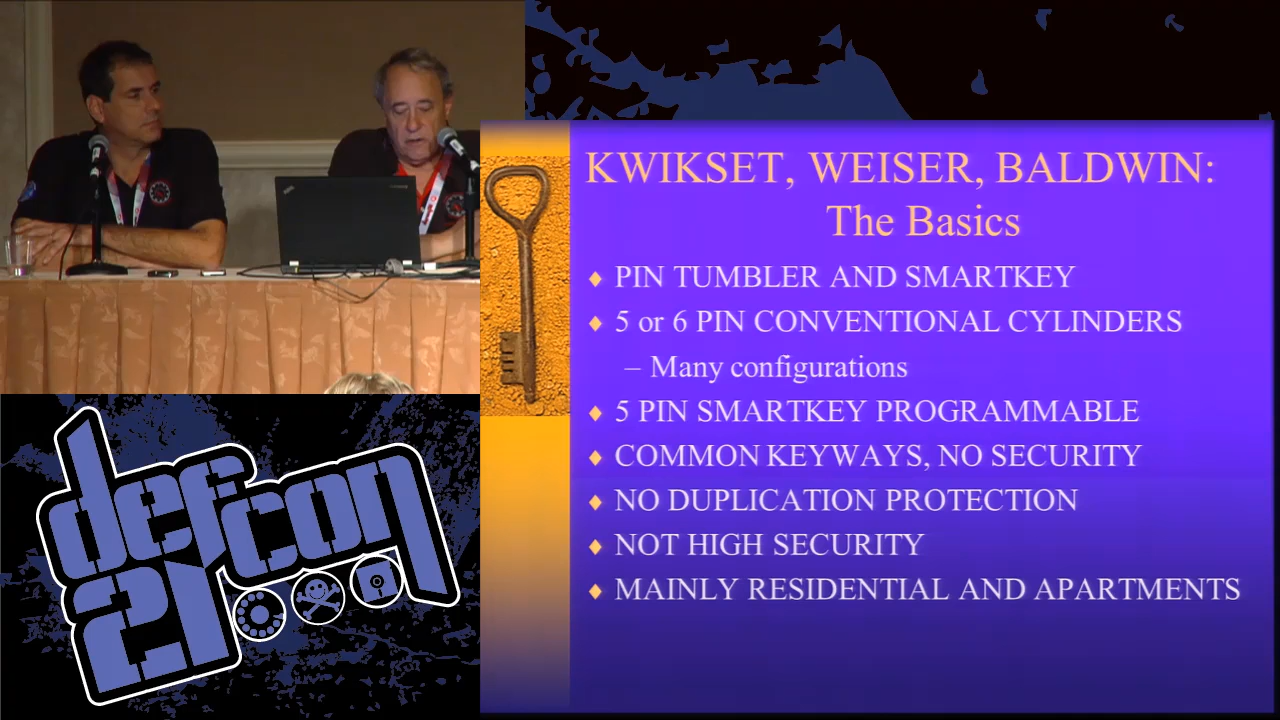 KWIKSET, WEISER, BALDWIN:
The Basics
PIN TUMBLER AND SMARTKEY
5 or 6 PIN CONVENTIONAL CYLINDERS
– Many configurations
5 PIN SMARTKEY PROGRAMMABLE
COMMON KEYWAYS, NO SECURITY
NO DUPLICATION PROTECTION
NOT HIGH SECURITY
MAINLY RESIDENTIAL AND APARTMENTS
defcon
21